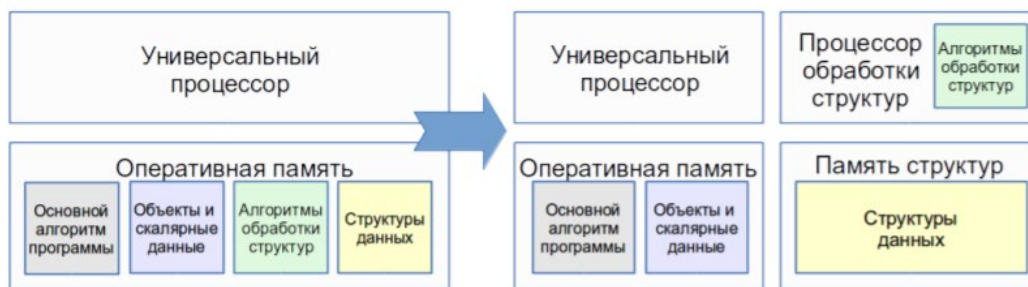 Универсальный
процессор
Оперативная память
Основной
алгоритм
программы
Объекты и
скалярные
данные
Алгоритмы
обработки
структур
Структуры
данных
Универсальный
процессор
Процессор
обработки
структур
Алгоритмы
обработки
структур
Оперативная память
Основной
алгоритм
программы
Объекты и
скалярные
данные
Память структур
Структуры
данных